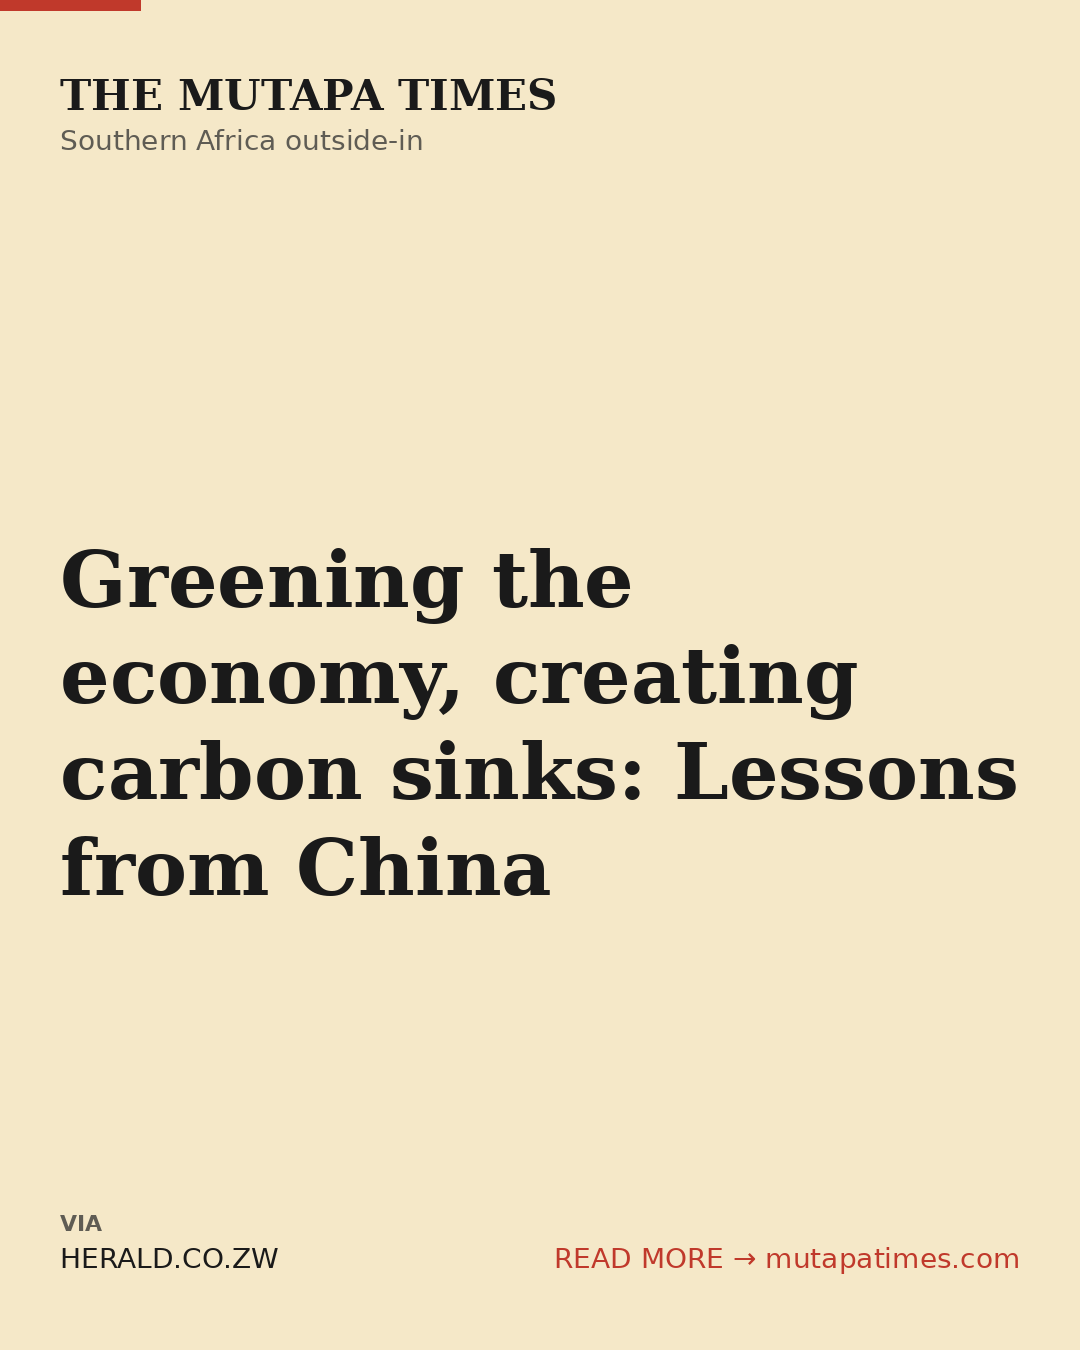 THE MUTAPA TIMES
Southern Africa outside-in
Greening the
economy, creating
carbon sinks: Lessons
from China
VIA
HERALD.CO.ZW
READ MORE → mutapatimes.com